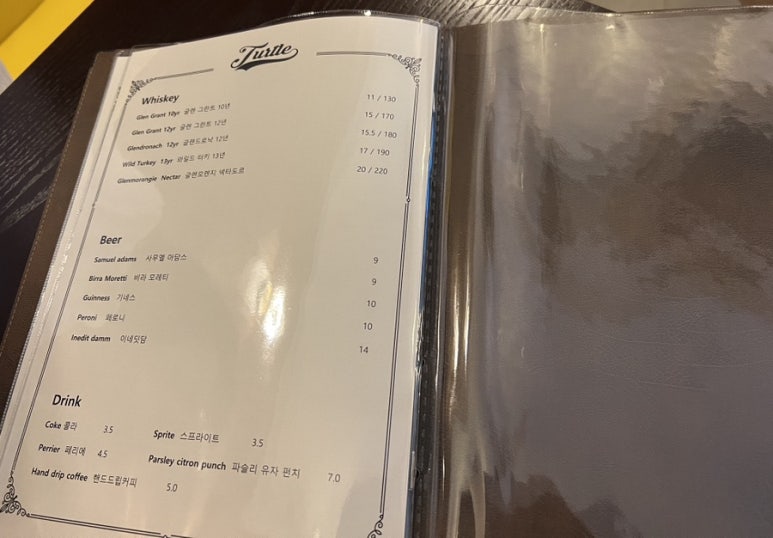 Turtle
Whiskey
Glen Grant 10yr 글렌 그란트 10년 11 / 130
Glen Grant 12yr 글렌 그란트 12년 15 / 170
Glendronach 12yr 글렌드로낙 12년 15.5 / 180
Wild Turkey 13yr 와일드 터키 13년 17 / 190
Glenmorangie Nectar 글렌모렌지 넥타도르 20 / 220
Beer
Samuel adams 사무엘 아담스 9
Birra Moretti 비라 모레티 9
Guinness 기네스 10
Peroni 페로니 10
Inedit damm 이네딧담 14
Drink
Coke 콜라 3.5 Sprite 스프라이트 3.5
Perrier 페리에 4.5 Parsley citron punch 파슬리 유자 펀치 7.0
Hand drip coffee 핸드드립커피 5.0